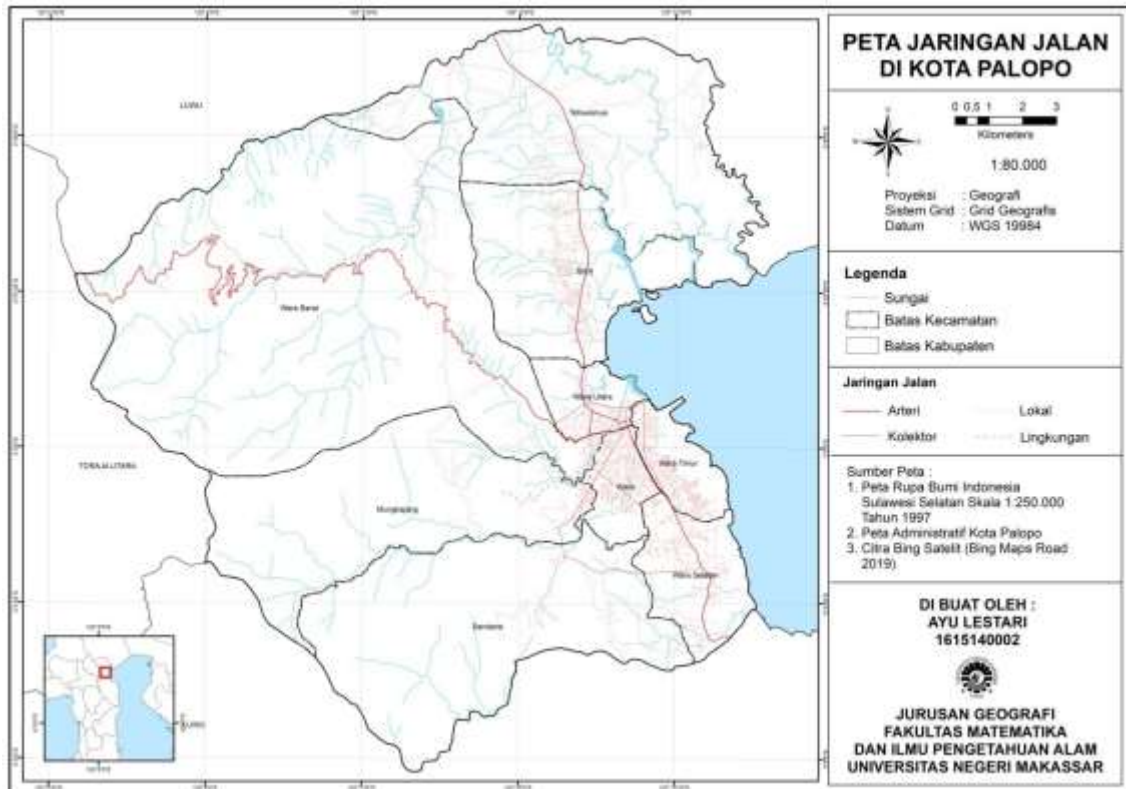 PETA JARINGAN JALAN
DI KOTA PALOPO
0 0,5 1 2 3
Kilometers
1:80.000
Proyeksi : Geografi
Sistem Grid : Grid Geografis
Datum : WGS 19984
Legenda
Sungai
Batas Kecamatan
Batas Kabupaten
Jaringan Jalan
Arteri
Lokal
Kolektor
Lingkungan
Sumber Peta :
1. Peta Rupa Bumi Indonesia
Sulawesi Selatan Skala 1:250.000
Tahun 1997
2. Peta Administratif Kota Palopo
3. Citra Bing Satelit (Bing Maps Road
2019)
DI BUAT OLEH :
AYU LESTARI
1615140002
JURUSAN GEOGRAFI
FAKULTAS MATEMATIKA
DAN ILMU PENGETAHUAN ALAM
UNIVERSITAS NEGERI MAKASSAR
LUWU
Telluwanua
Bara
Wara Barat
Wara Utara
Wara Timur
Wara
TORAJA UTARA
Mungkajang
Wara Selatan
Sendana
LUWU